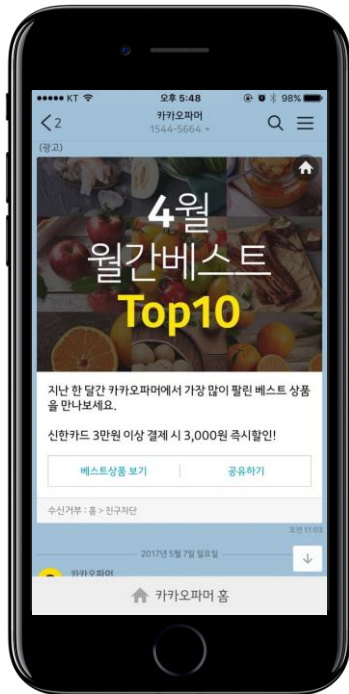 KT 오후 5:48 98%
2 카카오파머
1544-5664
(광고)
4월
월간베스트
Top10
지난 한 달간 카카오파머에서 가장 많이 팔린 베스트 상품
을 만나보세요.
신한카드 3만원 이상 결제 시 3,000원 즉시할인!
베스트상품 보기 공유하기
수신거부 : 홈 > 친구차단
오전 11:03
2017년 5월 7일 일요일
카카오파머
카카오파머 홈